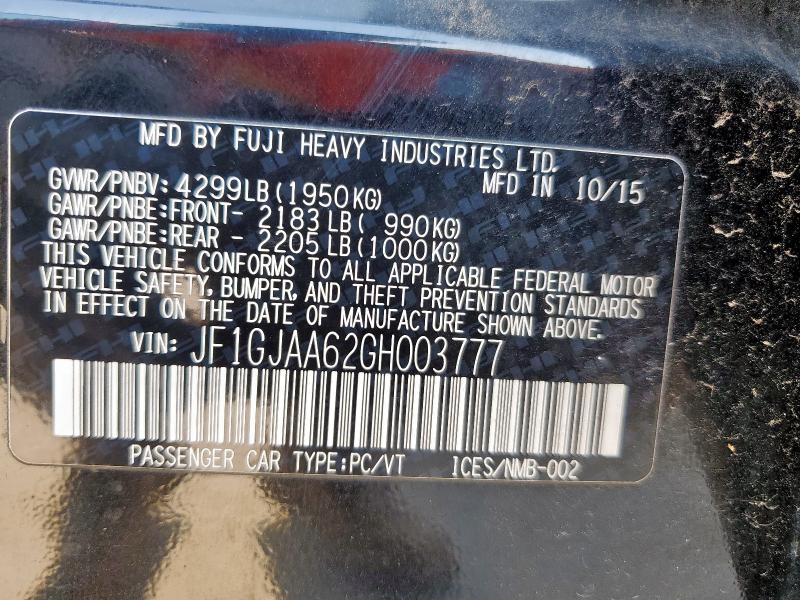 MFD BY FUJI HEAVY INDUSTRIES LTD.
GVWR/PNBV: 4299LB (1950KG) MFD IN 10/15
GAWR/PNBE:FRONT- 2183 LB ( 990KG)
GAWR/PNBE:REAR - 2205 LB (1000KG)
THIS VEHICLE CONFORMS TO ALL APPLICABLE FEDERAL MOTOR
VEHICLE SAFETY, BUMPER, AND THEFT PREVENTION STANDARDS
IN EFFECT ON THE DATE OF MANUFACTURE SHOWN ABOVE.
VIN: JF1GJAA62GH003777
PASSENGER CAR TYPE:PC/VT ICES/NMB-002